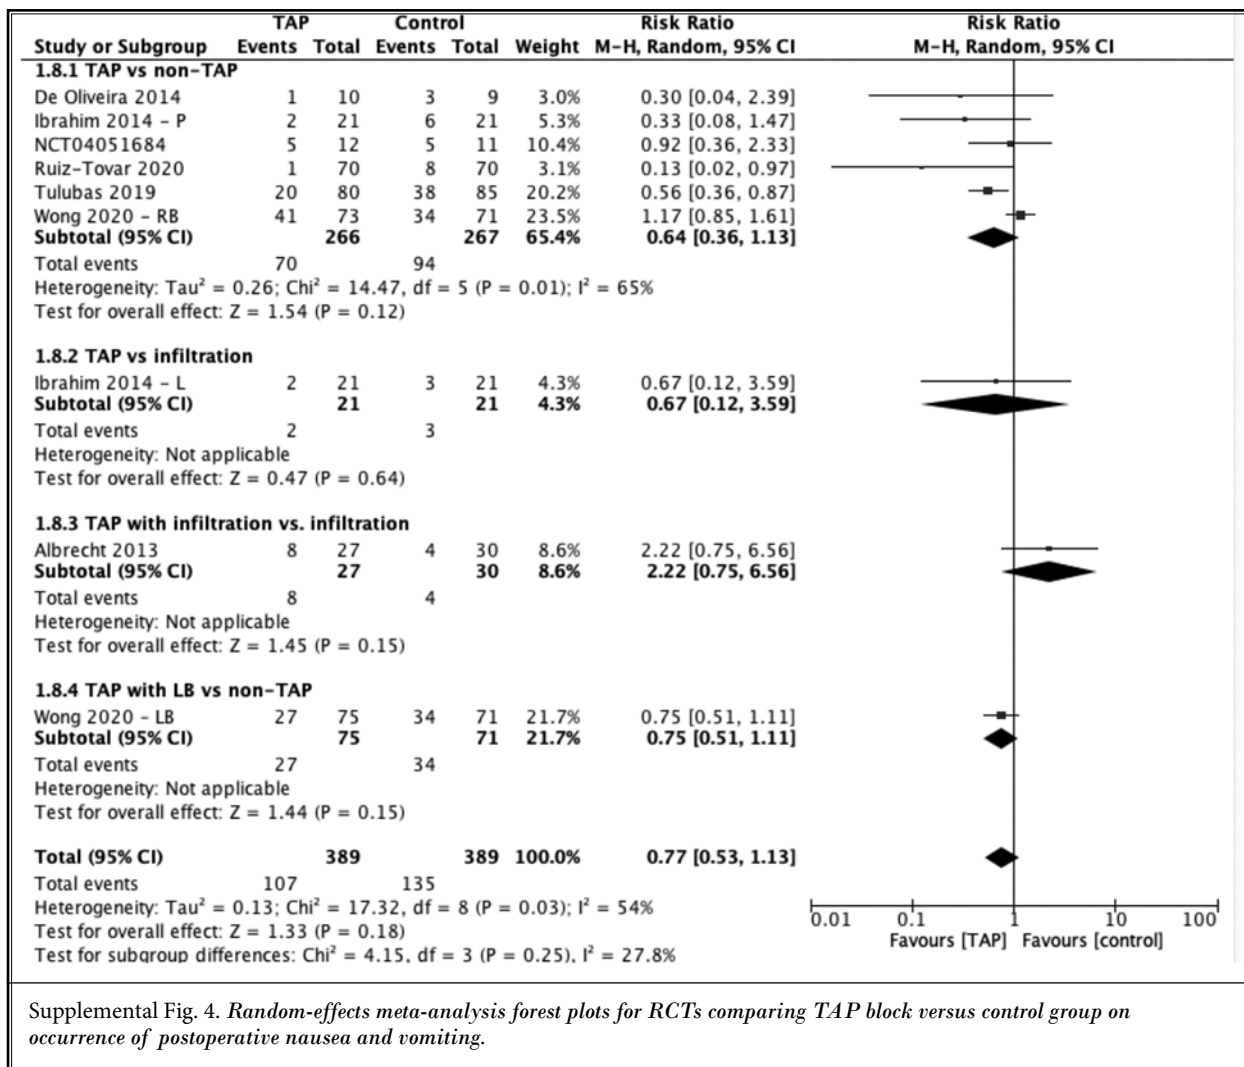 TAP Control Risk Ratio Risk Ratio
Study or Subgroup Events Total Events Total Weight M-H, Random, 95% CI M-H, Random, 95% CI
1.8.1 TAP vs non-TAP
De Oliveira 2014 1 10 3 9 3.0% 0.30 [0.04, 2.39]
Ibrahim 2014 - P 2 21 6 21 5.3% 0.33 [0.08, 1.47]
NCT04051684 5 12 5 11 10.4% 0.92 [0.36, 2.33]
Ruiz-Tovar 2020 1 70 8 70 3.1% 0.13 [0.02, 0.97]
Tulubas 2019 20 80 38 85 20.2% 0.56 [0.36, 0.87]
Wong 2020 - RB 41 73 34 71 23.5% 1.17 [0.85, 1.61]
Subtotal (95% CI) 266 267 65.4% 0.64 [0.36, 1.13]
Total events 70 94
Heterogeneity: Tau² = 0.26; Chi² = 14.47, df = 5 (P = 0.01); I² = 65%
Test for overall effect: Z = 1.54 (P = 0.12)
1.8.2 TAP vs infiltration
Ibrahim 2014 - L 2 21 3 21 4.3% 0.67 [0.12, 3.59]
Subtotal (95% CI) 21 21 4.3% 0.67 [0.12, 3.59]
Total events 2 3
Heterogeneity: Not applicable
Test for overall effect: Z = 0.47 (P = 0.64)
1.8.3 TAP with infiltration vs. infiltration
Albrecht 2013 8 27 4 30 8.6% 2.22 [0.75, 6.56]
Subtotal (95% CI) 27 30 8.6% 2.22 [0.75, 6.56]
Total events 8 4
Heterogeneity: Not applicable
Test for overall effect: Z = 1.45 (P = 0.15)
1.8.4 TAP with LB vs non-TAP
Wong 2020 - LB 27 75 34 71 21.7% 0.75 [0.51, 1.11]
Subtotal (95% CI) 75 71 21.7% 0.75 [0.51, 1.11]
Total events 27 34
Heterogeneity: Not applicable
Test for overall effect: Z = 1.44 (P = 0.15)
Total (95% CI) 389 389 100.0% 0.77 [0.53, 1.13]
Total events 107 135
Heterogeneity: Tau² = 0.13; Chi² = 17.32, df = 8 (P = 0.03); I² = 54%
Test for overall effect: Z = 1.33 (P = 0.18)
Test for subgroup differences: Chi² = 4.15, df = 3 (P = 0.25), I² = 27.8%
0.01 0.1 1 10 100
Favours [TAP] Favours [control]
Supplemental Fig. 4. Random-effects meta-analysis forest plots for RCTs comparing TAP block versus control group on
occurrence of postoperative nausea and vomiting.